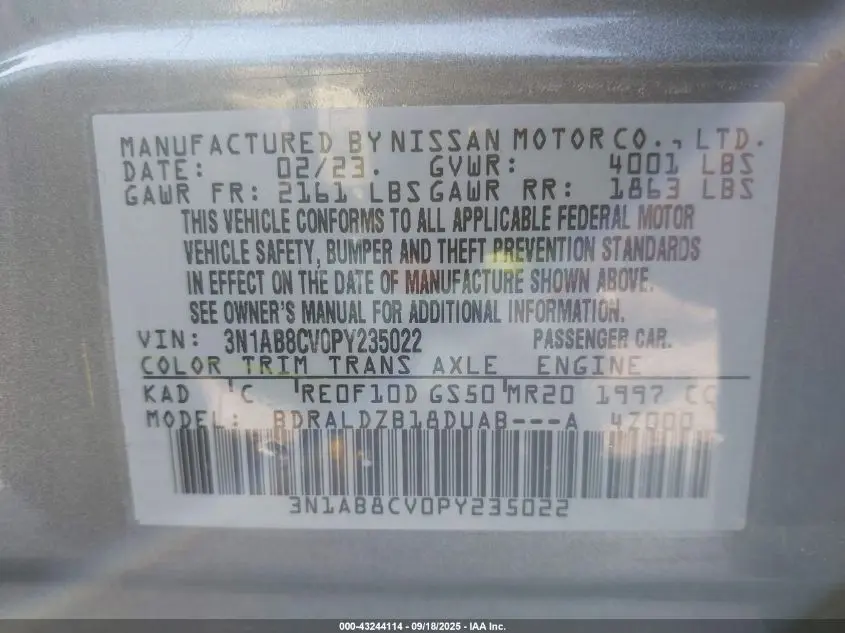 MANUFACTURED BY NISSAN MOTOR CO., LTD.
DATE: 02/23. GVWR: 4001 LBS
GAWR FR: 2161 LBS GAWR RR: 1863 LBS
THIS VEHICLE CONFORMS TO ALL APPLICABLE FEDERAL MOTOR
VEHICLE SAFETY, BUMPER AND THEFT PREVENTION STANDARDS
IN EFFECT ON THE DATE OF MANUFACTURE SHOWN ABOVE.
SEE OWNER'S MANUAL FOR ADDITIONAL INFORMATION.
VIN: 3N1AB8CV0PY235022 PASSENGER CAR.
COLOR TRIM TRANS AXLE ENGINE
KAD 'C 'RE0F10D GS50'MR20 1997 CC
MODEL: BDRALDZB18DUAB---A 4Z000
3N1AB8CV0PY235022
000-43244114 - 09/18/2025 - IAA Inc.